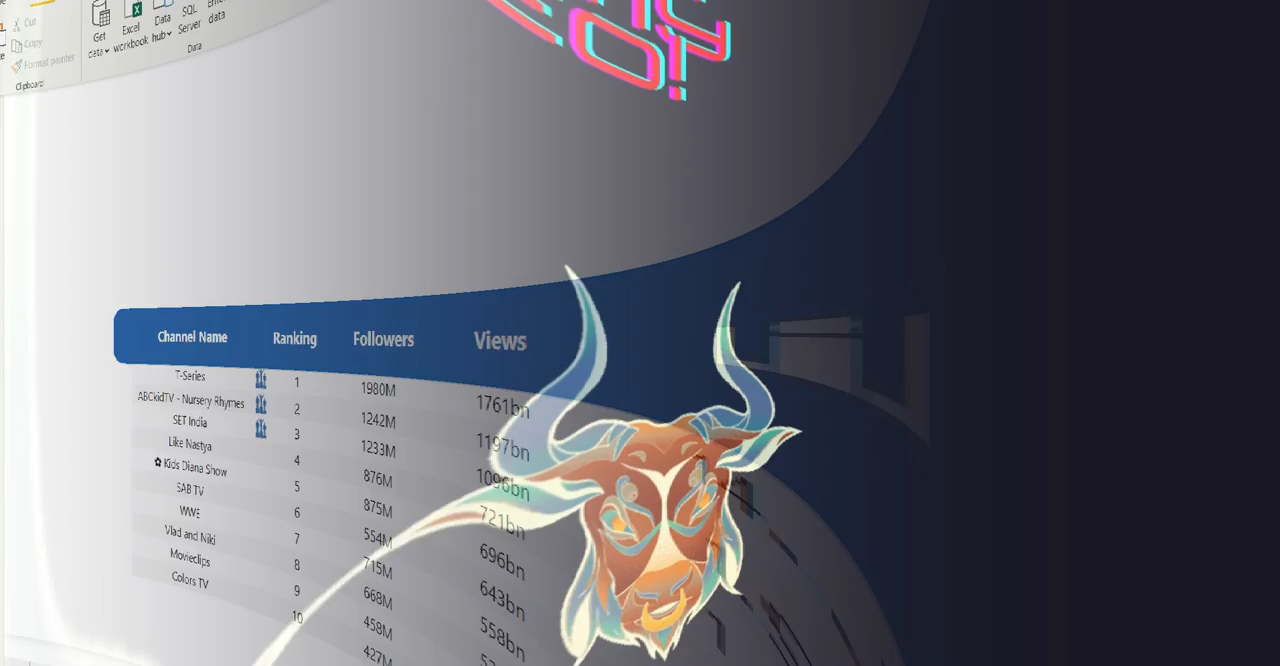 Cut
Copy
Format painter
Clipboard
Get
data
Excel
workbook
Data
hub
SQL
Server
data
Data
O!
Channel Name Ranking Followers Views
T-Series 1 1980M 1761bn
ABCkidTV - Nursery Rhymes 2 1242M 1197bn
SET India 3 1233M 1096bn
Like Nastya 4 876M 721bn
✿ Kids Diana Show 5 875M 696bn
SAB TV 6 554M 643bn
WWE 7 715M 558bn
Vlad and Niki 8 668M
Movieclips 9 458M
Colors TV 10 427M